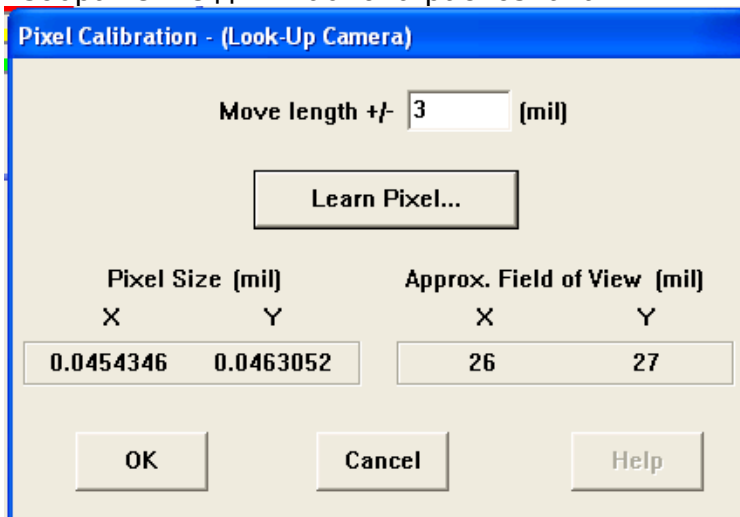 Pixel Calibration - (Look-Up Camera)
Move length +/- 3 (mil)
Learn Pixel...
Pixel Size (mil) Approx. Field of View (mil)
X Y X Y
0.0454346 0.0463052 26 27
OK Cancel Help